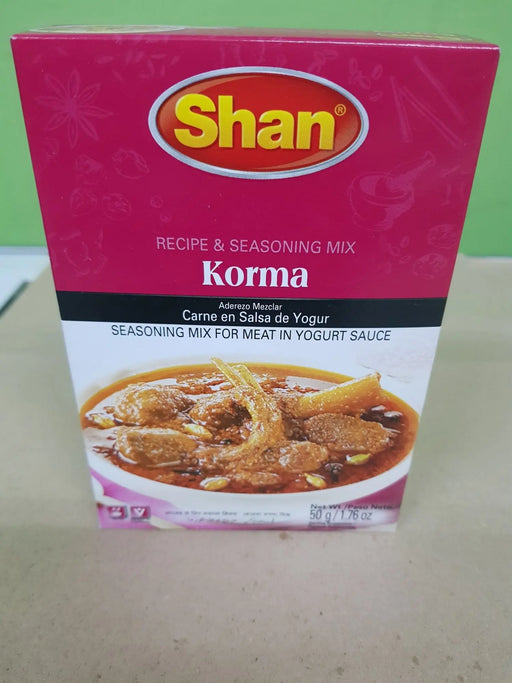 Shan®
RECIPE & SEASONING MIX
Korma
Aderezo Mezclar
Carne en Salsa de Yogur
SEASONING MIX FOR MEAT IN YOGURT SAUCE
Net Wt. /Peso Neto
50 g / 1.76 oz